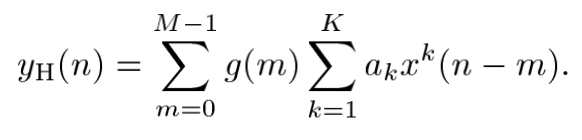 y_H(n) = \sum_{m=0}^{M-1} g(m) \sum_{k=1}^{K} a_k x^k(n − m).